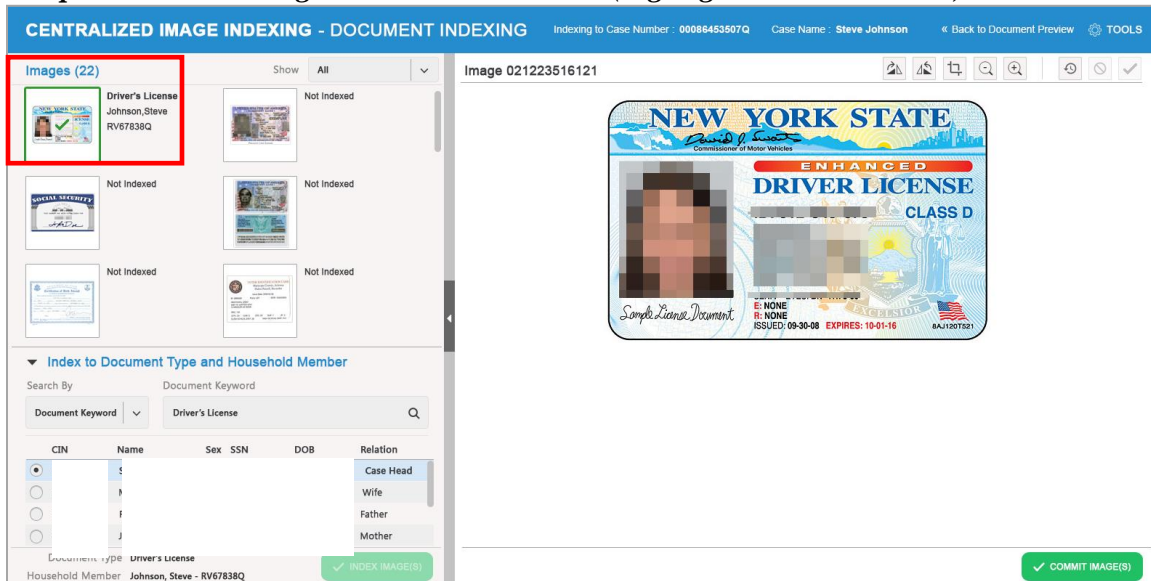 CENTRALIZED IMAGE INDEXING - DOCUMENT INDEXING
Indexing to Case Number : 00086453507Q
Case Name : Steve Johnson
« Back to Document Preview
TOOLS
Images (22)
Show
All
Driver's License
Johnson,Steve
RV67838Q
Not Indexed
SOCIAL SECURITY
Not Indexed
Not Indexed
Not Indexed
Not Indexed
Index to Document Type and Household Member
Search By
Document Keyword
Document Keyword
Driver's License
CIN Name Sex SSN DOB Relation
Case Head
Wife
Father
Mother
Document Type Driver's License
Household Member Johnson, Steve - RV67838Q
INDEX IMAGE(S)
Image 021223516121
NEW YORK STATE
Commissioner of Motor Vehicles
ENHANCED
DRIVER LICENSE
CLASS D
E: NONE
R: NONE
ISSUED: 09-30-08 EXPIRES: 10-01-16
EXCELSIOR
8AJ120T521
Sample License Document
COMMIT IMAGE(S)